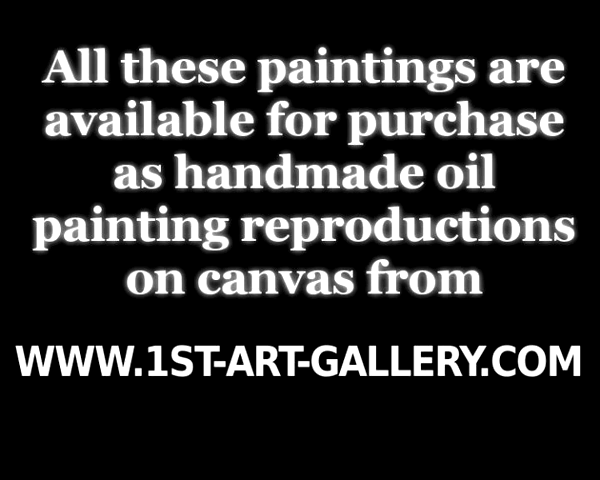 All these paintings are
available for purchase
as handmade oil
painting reproductions
on canvas from
WWW.1ST-ART-GALLERY.COM